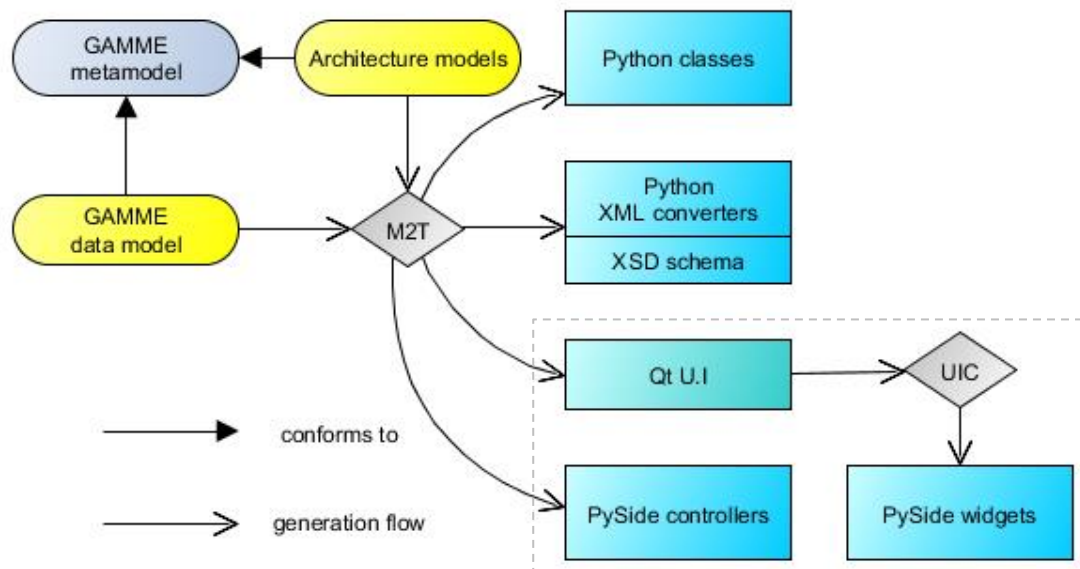 GAMME
metamodel
Architecture models
Python classes
Python
XML converters
XSD schema
GAMME
data model
M2T
Qt U.I
UIC
conforms to
generation flow
PySide controllers
PySide widgets